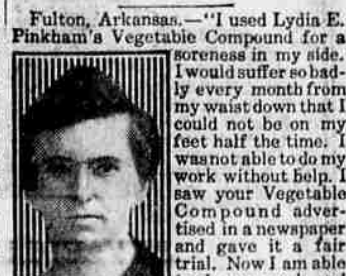 Fulton, Arkansas.—"I used Lydia E.
Pinkham's Vegetable Compound for a
soreness in my side.
I would suffer so bad-
ly every month from
my waist down that I
could not be on my
feet half the time. I
was not able to do my
work without help. I
saw your Vegetable
Compound adver-
tised in a newspaper
and gave it a fair
trial. Now I am able